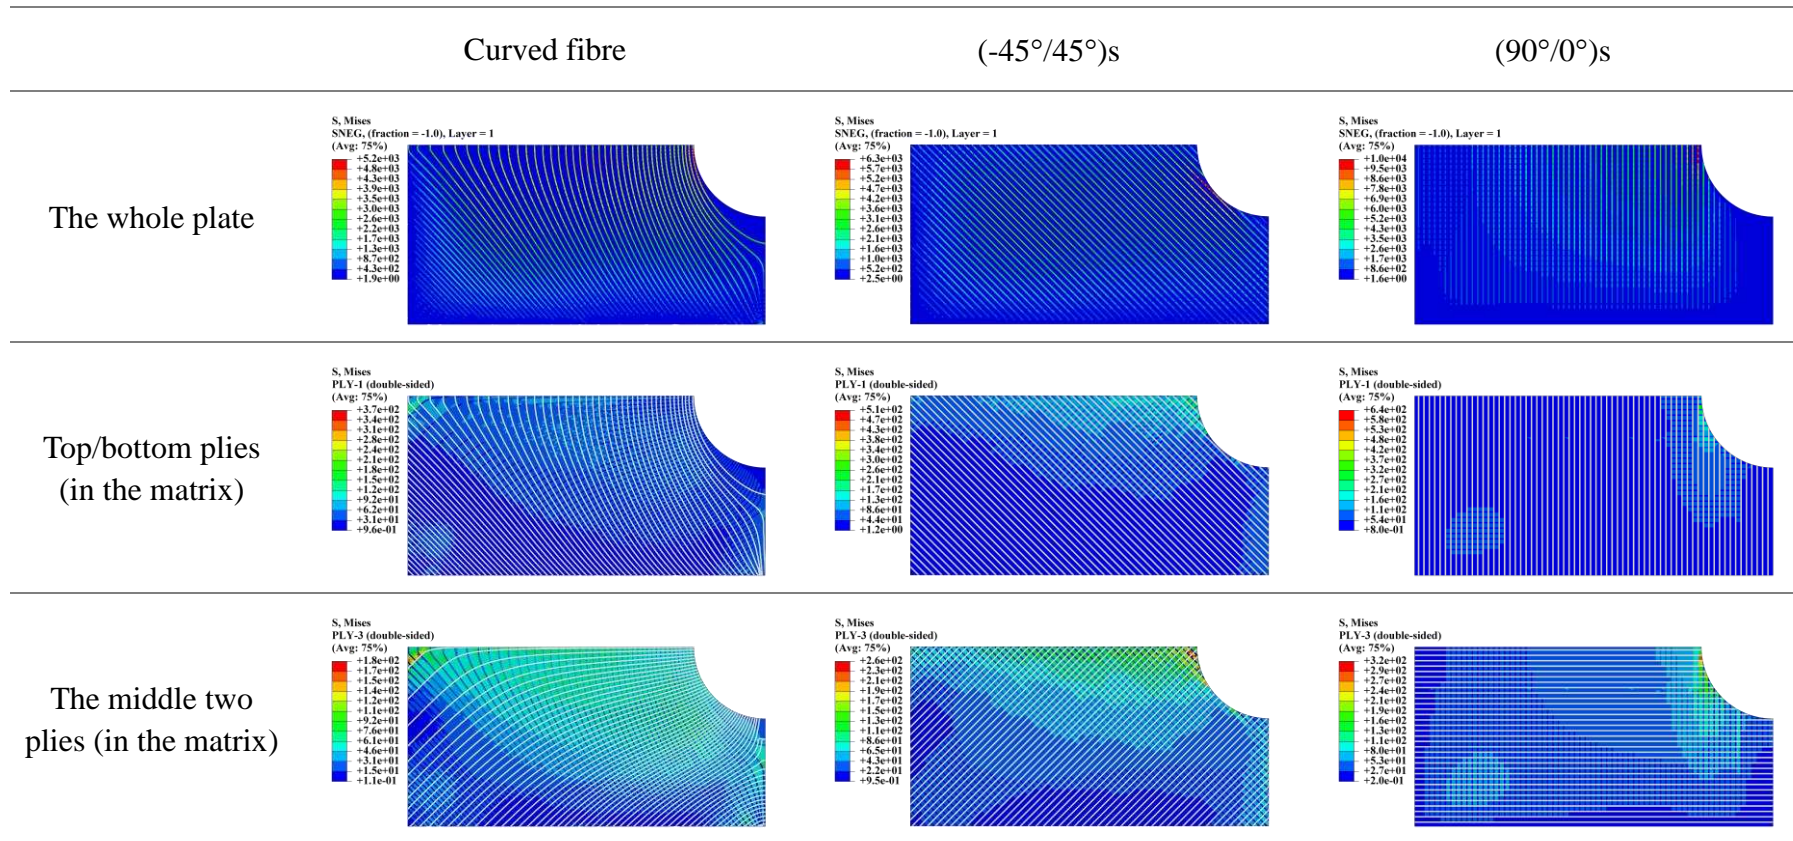 Curved fibre
(-45°/45°)s
(90°/0°)s
The whole plate
S, Mises
SNEG, (fraction = -1.0), Layer = 1
(Avg: 75%)
+5.2e+03
+4.8e+03
+4.3e+03
+3.9e+03
+3.5e+03
+3.0e+03
+2.6e+03
+2.2e+03
+1.7e+03
+1.3e+03
+8.7e+02
+4.3e+02
+1.9e+00
S, Mises
SNEG, (fraction = -1.0), Layer = 1
(Avg: 75%)
+6.3e+03
+5.7e+03
+5.2e+03
+4.7e+03
+4.2e+03
+3.6e+03
+3.1e+03
+2.6e+03
+2.1e+03
+1.6e+03
+1.0e+03
+5.2e+02
+2.5e+00
S, Mises
SNEG, (fraction = -1.0), Layer = 1
(Avg: 75%)
+1.0e+04
+9.5e+03
+8.6e+03
+7.8e+03
+6.9e+03
+6.0e+03
+5.2e+03
+4.3e+03
+3.5e+03
+2.6e+03
+1.7e+03
+8.6e+02
+1.6e+00
Top/bottom plies
(in the matrix)
S, Mises
PLY-1 (double-sided)
(Avg: 75%)
+3.7e+02
+3.4e+02
+3.1e+02
+2.8e+02
+2.4e+02
+2.1e+02
+1.8e+02
+1.5e+02
+1.2e+02
+9.2e+01
+6.2e+01
+3.1e+01
+9.6e-01
S, Mises
PLY-1 (double-sided)
(Avg: 75%)
+5.1e+02
+4.7e+02
+4.3e+02
+3.8e+02
+3.4e+02
+3.0e+02
+2.6e+02
+2.1e+02
+1.7e+02
+1.3e+02
+8.6e+01
+4.4e+01
+1.2e+00
S, Mises
PLY-1 (double-sided)
(Avg: 75%)
+6.4e+02
+5.8e+02
+5.3e+02
+4.8e+02
+4.2e+02
+3.7e+02
+3.2e+02
+2.7e+02
+2.1e+02
+1.6e+02
+1.1e+02
+5.4e+01
+8.0e-01
The middle two
plies (in the matrix)
S, Mises
PLY-3 (double-sided)
(Avg: 75%)
+1.8e+02
+1.7e+02
+1.5e+02
+1.4e+02
+1.2e+02
+1.1e+02
+9.2e+01
+7.6e+01
+6.1e+01
+4.6e+01
+3.1e+01
+1.5e+01
+1.1e-01
S, Mises
PLY-3 (double-sided)
(Avg: 75%)
+2.6e+02
+2.3e+02
+2.1e+02
+1.9e+02
+1.7e+02
+1.5e+02
+1.3e+02
+1.1e+02
+8.6e+01
+6.5e+01
+4.3e+01
+2.2e+01
+9.5e-01
S, Mises
PLY-3 (double-sided)
(Avg: 75%)
+3.2e+02
+2.9e+02
+2.7e+02
+2.4e+02
+2.1e+02
+1.9e+02
+1.6e+02
+1.3e+02
+1.1e+02
+8.0e+01
+5.3e+01
+2.7e+01
+2.0e-01